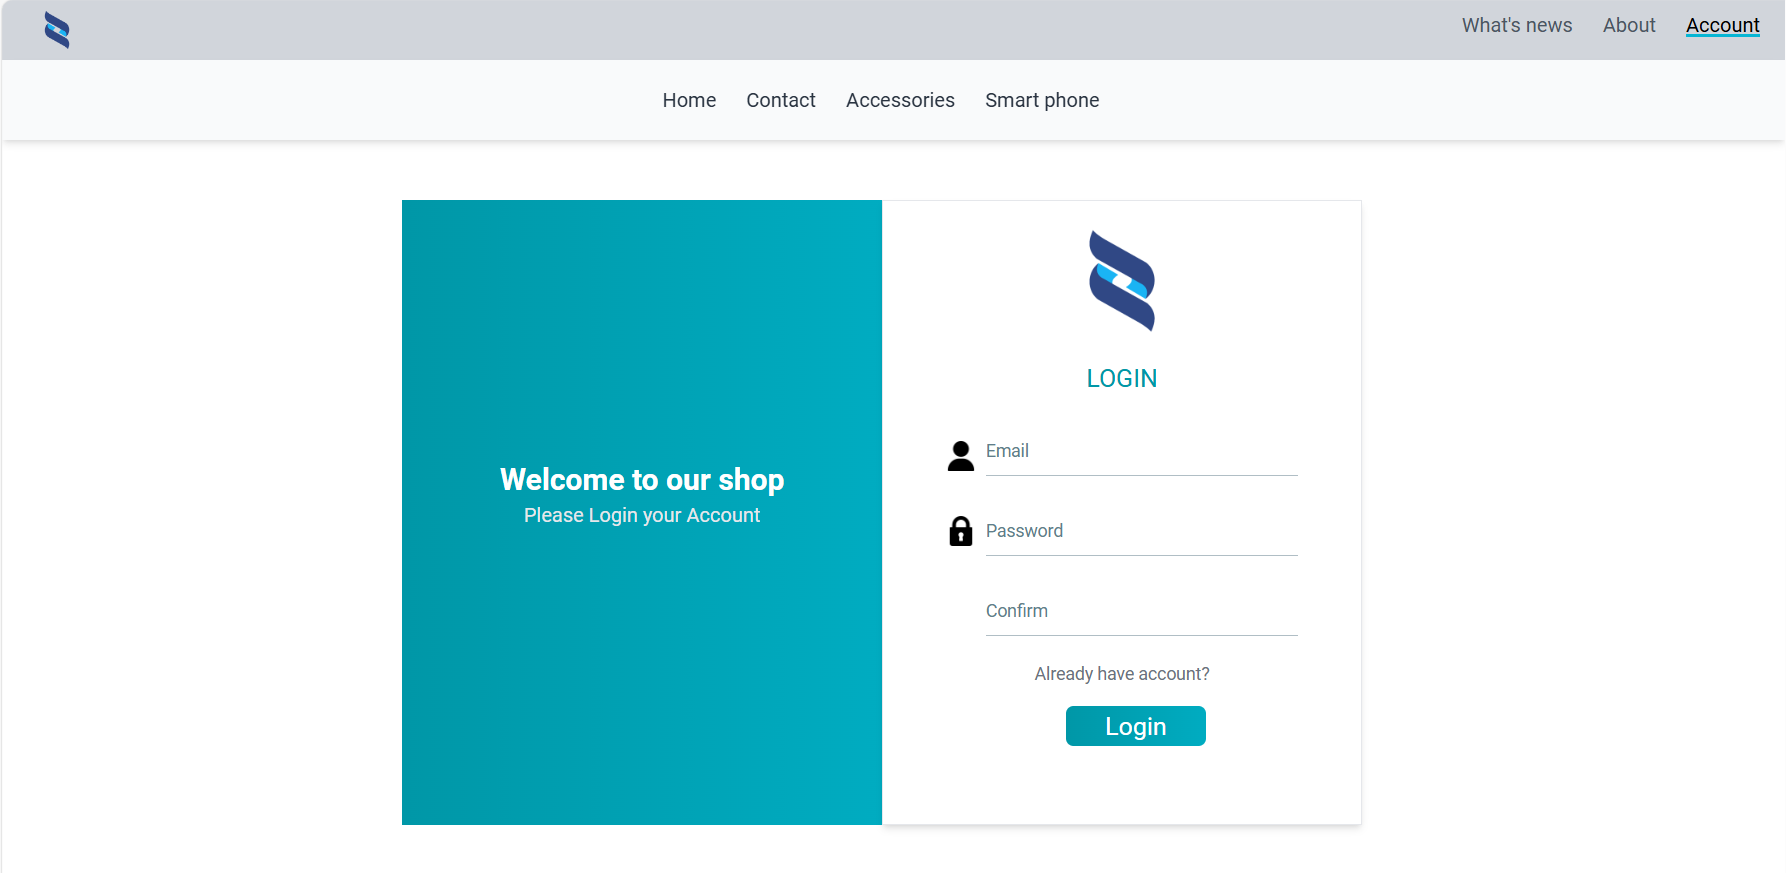 What's news About Account
Home Contact Accessories Smart phone
Welcome to our shop
Please Login your Account
LOGIN
Email
Password
Confirm
Already have account?
Login